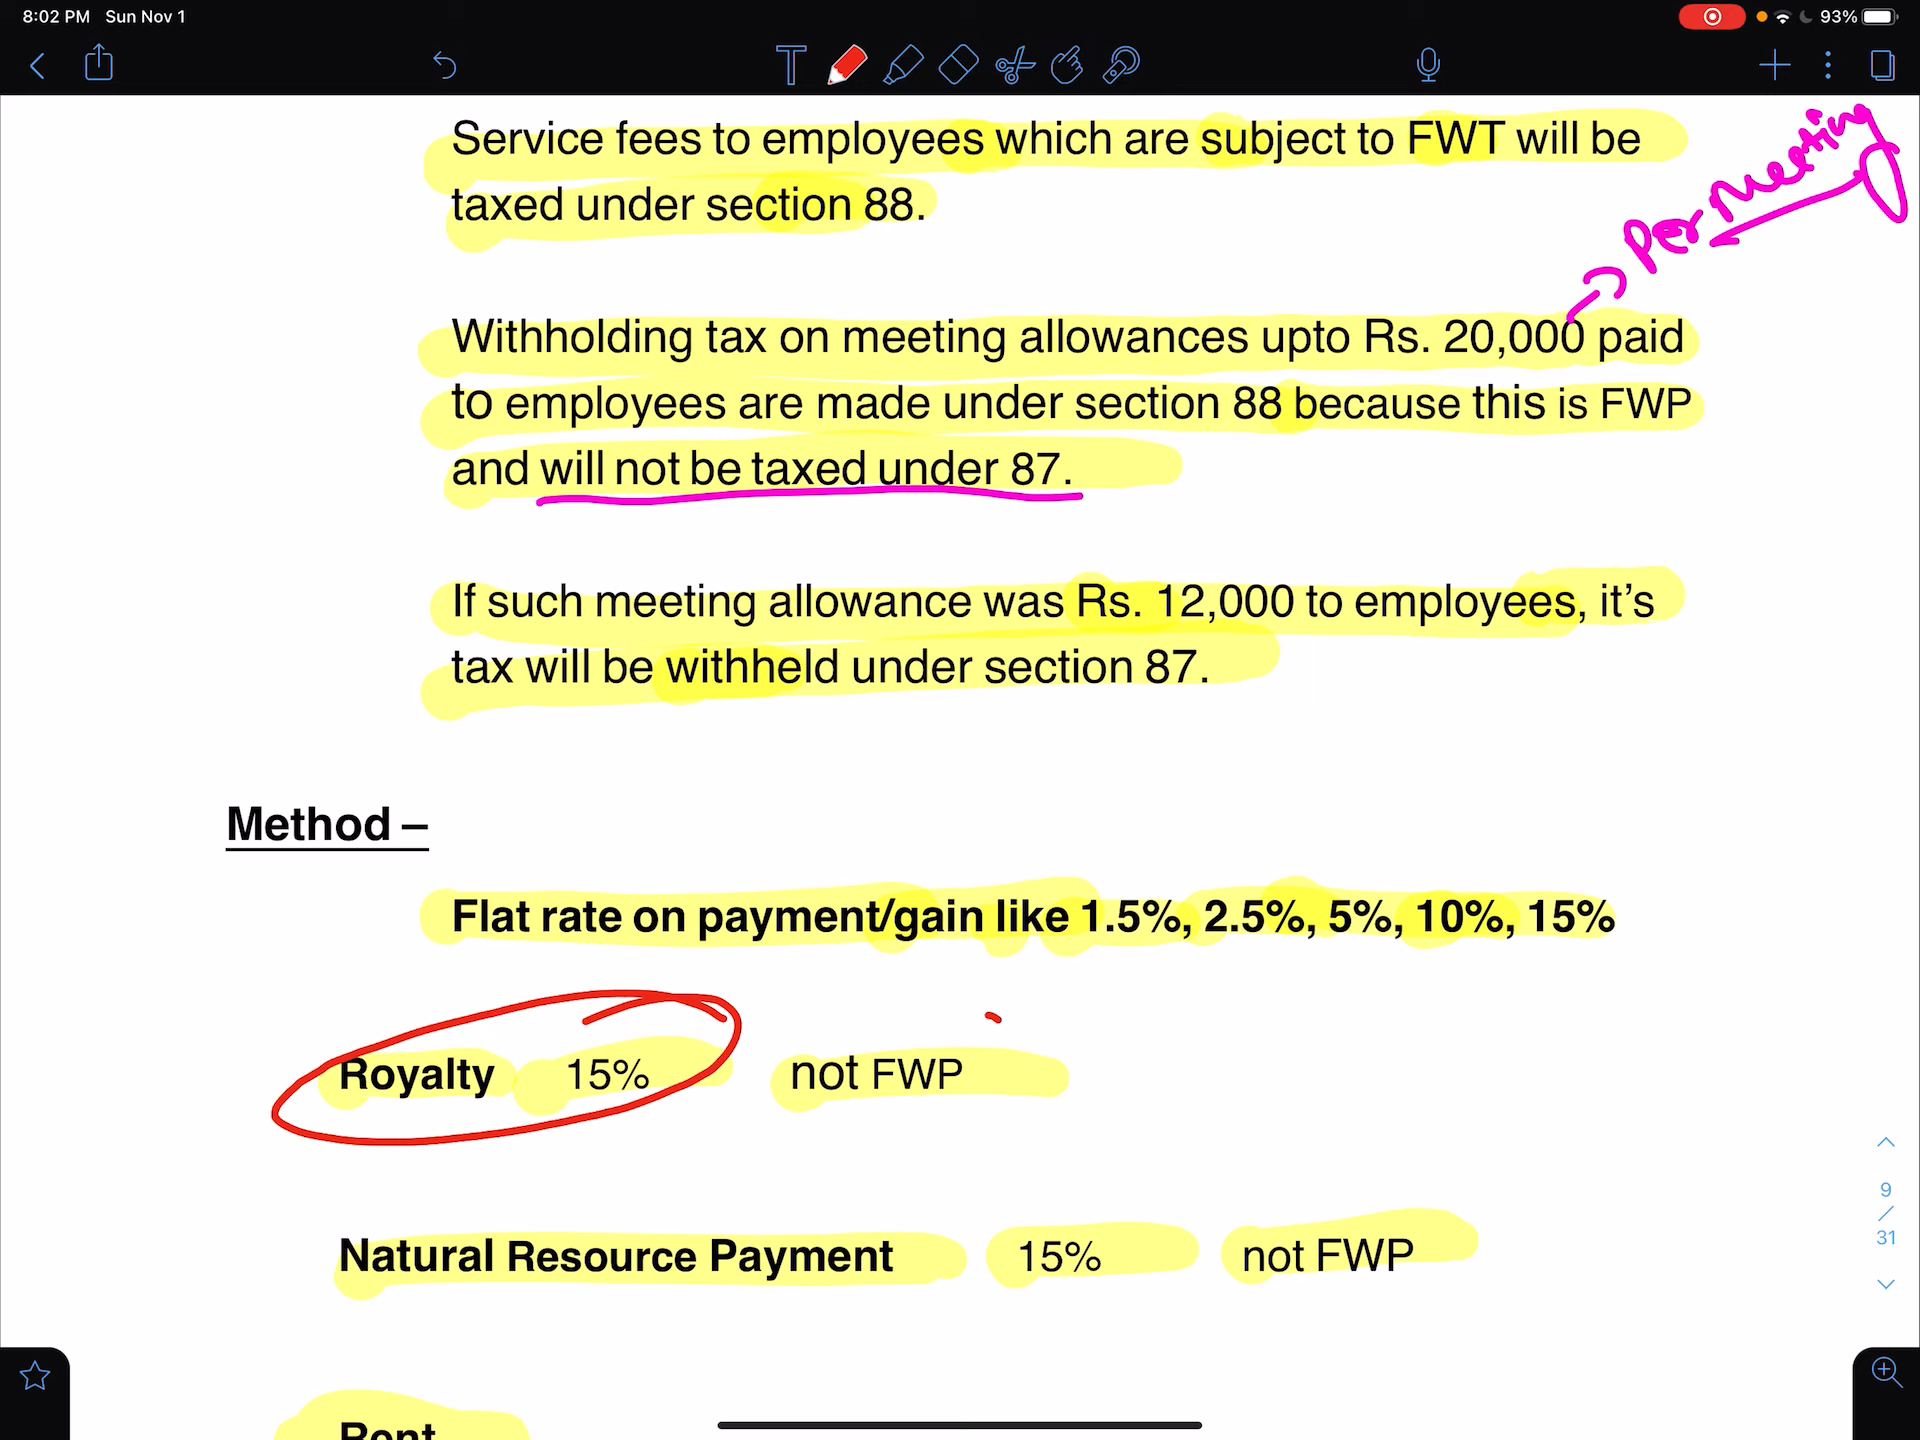 8:02 PM Sun Nov 1
93%
Service fees to employees which are subject to FWT will be
taxed under section 88.
Per Meeting
Withholding tax on meeting allowances upto Rs. 20,000 paid
to employees are made under section 88 because this is FWP
and will not be taxed under 87.
If such meeting allowance was Rs. 12,000 to employees, it’s
tax will be withheld under section 87.
Method –
Flat rate on payment/gain like 1.5%, 2.5%, 5%, 10%, 15%
Royalty 15% not FWP
Natural Resource Payment 15% not FWP
9
/
31
Rent